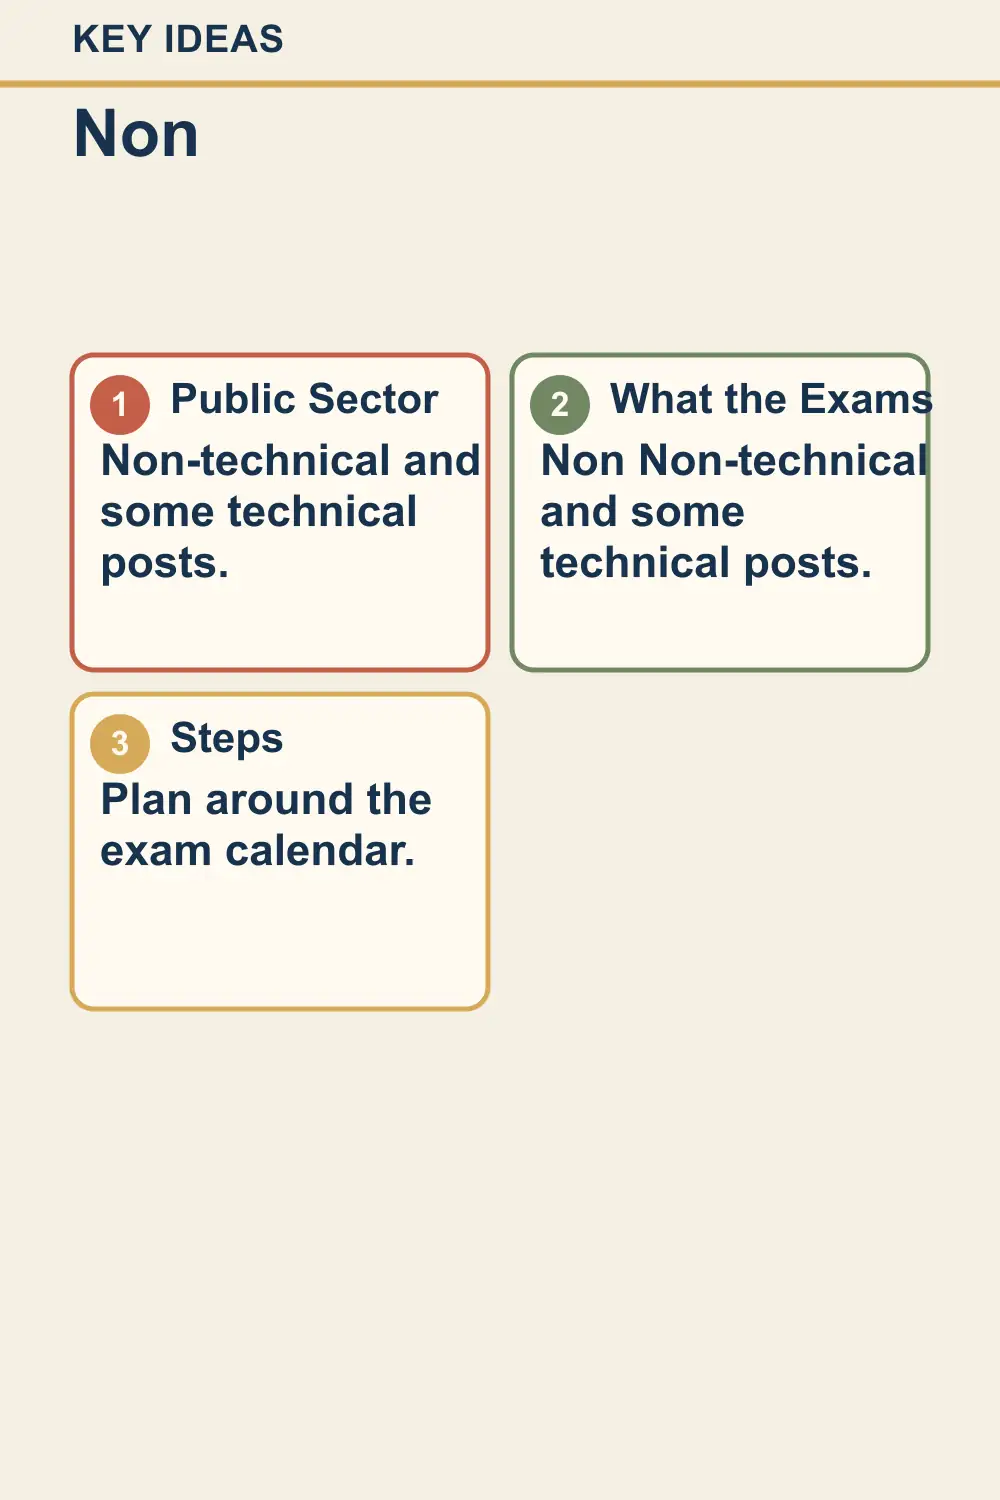 KEY IDEAS
Non
1 Public Sector
Non-technical and
some technical
posts.
2 What the Exams
Non Non-technical
and some
technical posts.
3 Steps
Plan around the
exam calendar.